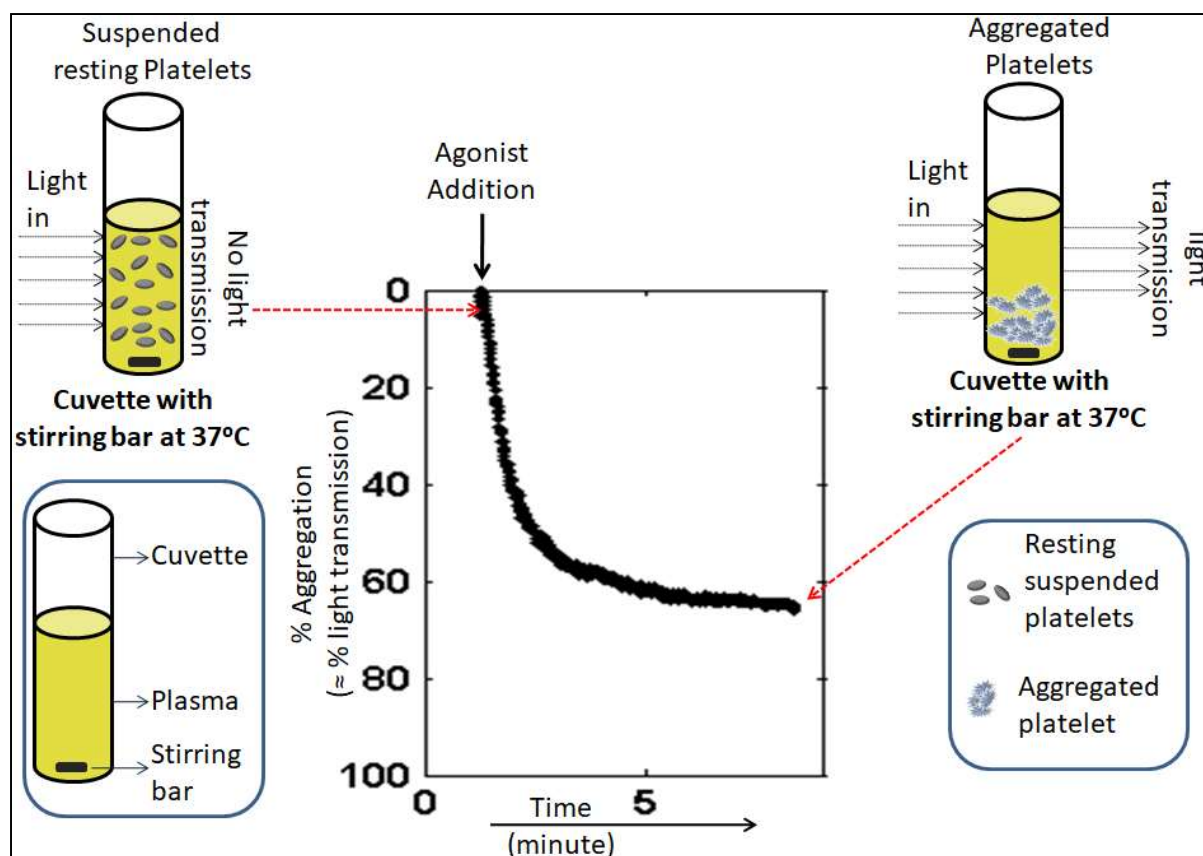 Suspended
resting Platelets
Light
in
No light
transmission
Cuvette with
stirring bar at 37ºC
Cuvette
Plasma
Stirring
bar
Agonist
Addition
% Aggregation
(≈ % light transmission)
0
20
40
60
80
100
0
5
Time
(minute)
Aggregated
Platelets
Light
in
light
transmission
Cuvette with
stirring bar at 37ºC
Resting
suspended
platelets
Aggregated
platelet